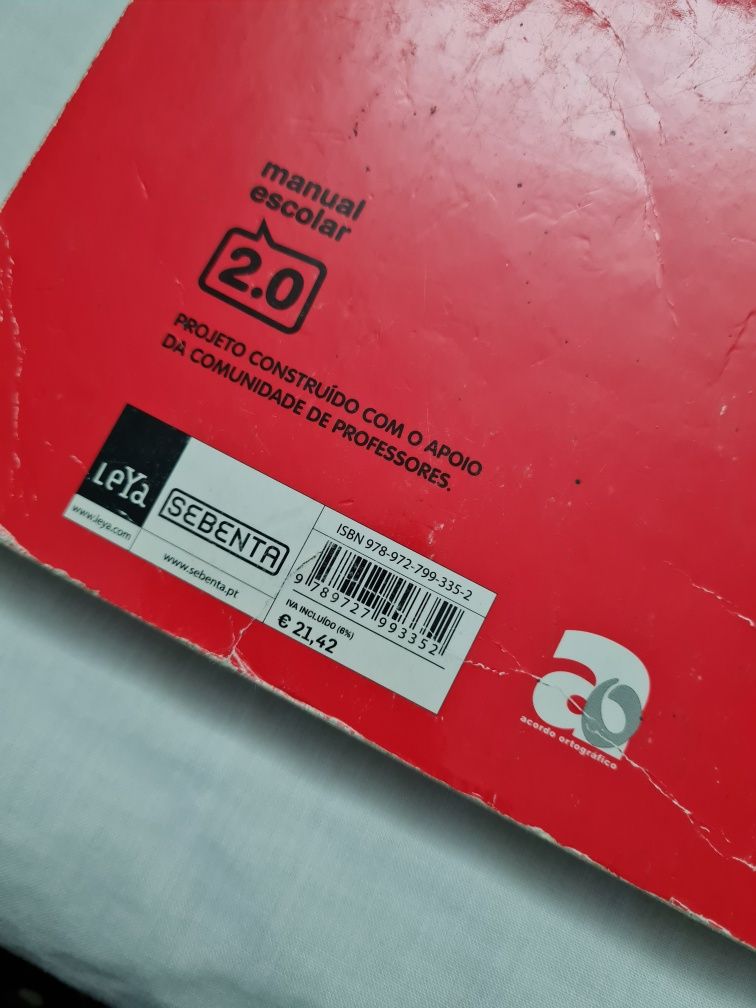 manual
escolar
2.0
PROJETO CONSTRUÍDO COM O APOIO
DA COMUNIDADE DE PROFESSORES.
LeYa
www.leya.com
SEBENTA
www.sebenta.pt
ISBN 978-972-799-335-2
9 789727 993352
IVA INCLUÍDO (6%)
€ 21,42
a
acordo ortográfico